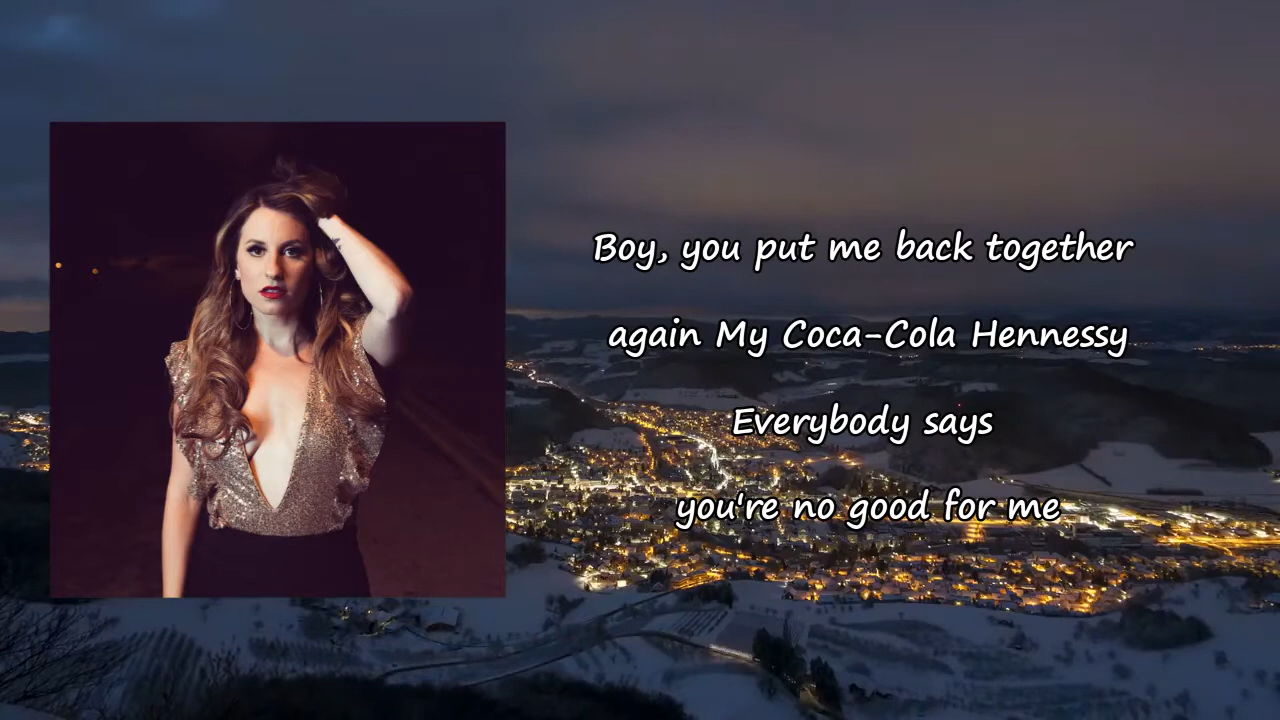 Boy, you put me back together
again My Coca-Cola Hennessy
Everybody says
you're no good for me